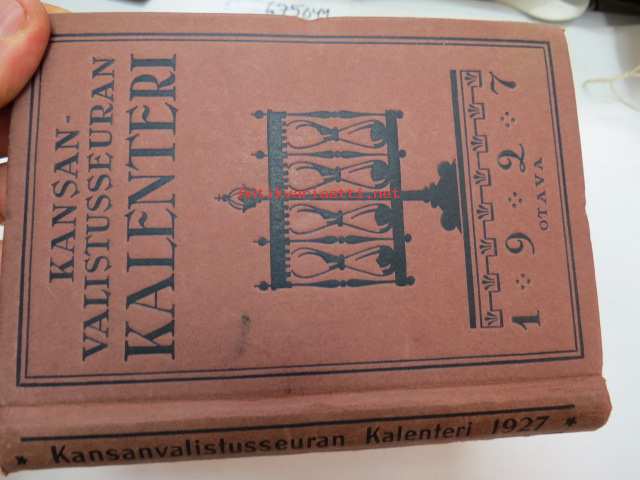 KANSAN-
VALISTUSSEURAN
KALENTERI
1927
OTAVA
* Kansanvalistusseuran Kalenteri 1927 *